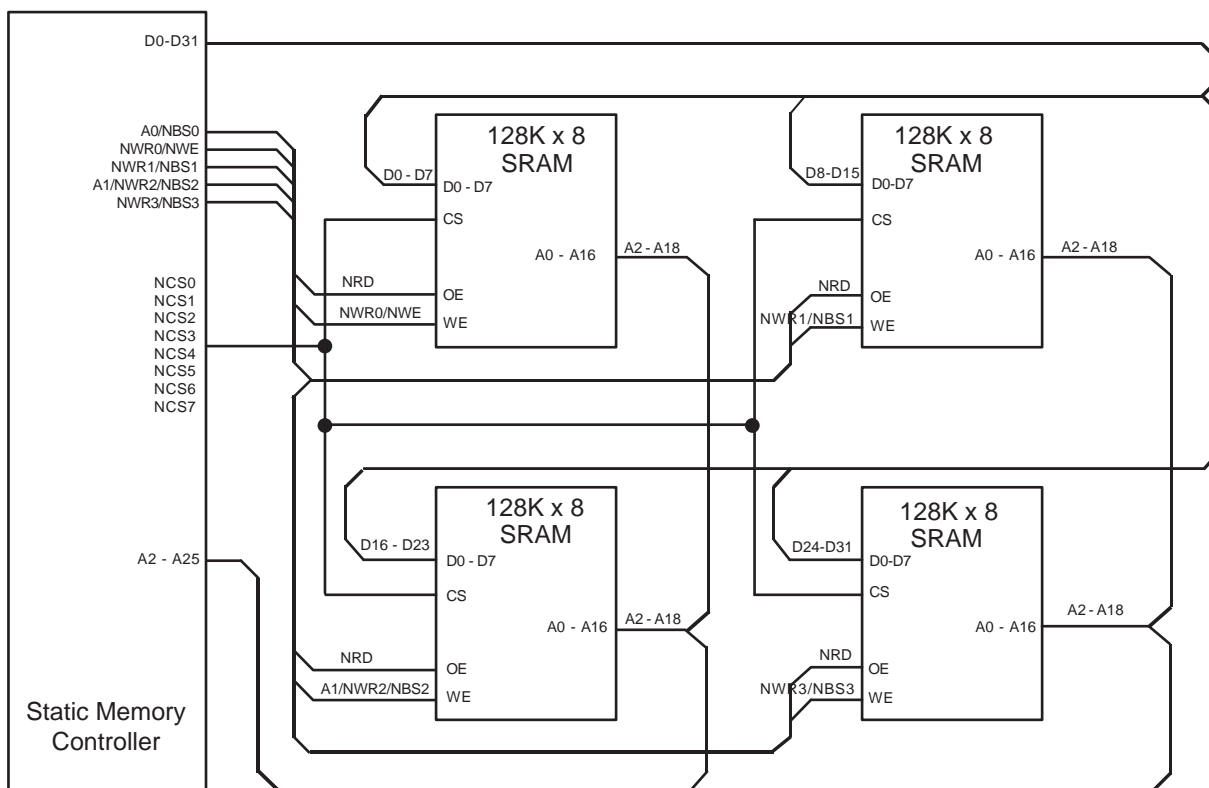 D0-D31
A0/NBS0
NWR0/NWE
NWR1/NBS1
A1/NWR2/NBS2
NWR3/NBS3
NCS0
NCS1
NCS2
NCS3
NCS4
NCS5
NCS6
NCS7
A2 - A25
Static Memory
Controller
128K x 8
SRAM
D0 - D7
D0 - D7
CS
A0 - A16
A2 - A18
NRD
OE
NWR0/NWE
WE
128K x 8
SRAM
D8-D15
D0-D7
CS
A0 - A16
A2 - A18
NRD
OE
NWR1/NBS1
WE
128K x 8
SRAM
D16 - D23
D0 - D7
CS
A0 - A16
A2 - A18
NRD
OE
A1/NWR2/NBS2
WE
128K x 8
SRAM
D24-D31
D0-D7
CS
A0 - A16
A2 - A18
NRD
OE
NWR3/NBS3
WE